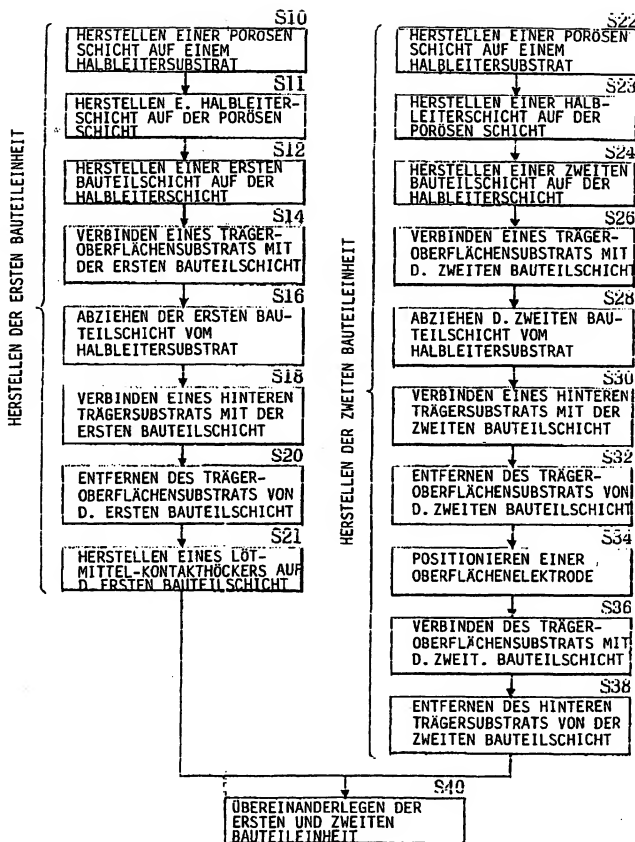 HERSTELLEN DER ERSTEN BAUTEILEINHEIT
S10
HERSTELLEN EINER PORÖSEN
SCHICHT AUF EINEM
HALBLEITERSUBSTRAT
S11
HERSTELLEN E. HALBLEITER-
SCHICHT AUF DER PORÖSEN
SCHICHT
S12
HERSTELLEN EINER ERSTEN
BAUTEILSCHICHT AUF DER
HALBLEITERSCHICHT
S14
VERBINDEN EINES TRÄGER-
OBERFLÄCHENSUBSTRATS MIT
DER ERSTEN BAUTEILSCHICHT
S16
ABZIEHEN DER ERSTEN BAU-
TEILSCHICHT VOM
HALBLEITERSUBSTRAT
S18
VERBINDEN EINES HINTEREN
TRÄGERSUBSTRATS MIT DER
ERSTEN BAUTEILSCHICHT
S20
ENTFERNEN DES TRÄGER-
OBERFLÄCHENSUBSTRATS VON
D. ERSTEN BAUTEILSCHICHT
S21
HERSTELLEN EINES LÖT-
MITTEL-KONTAKTHÖCKERS AUF
D. ERSTEN BAUTEILSCHICHT
HERSTELLEN DER ZWEITEN BAUTEILEINHEIT
S22
HERSTELLEN EINER PORÖSEN
SCHICHT AUF EINEM
HALBLEITERSUBSTRAT
S23
HERSTELLEN EINER HALB-
LEITERSCHICHT AUF DER
PORÖSEN SCHICHT
S24
HERSTELLEN EINER ZWEITEN
BAUTEILSCHICHT AUF DER
HALBLEITERSCHICHT
S26
VERBINDEN EINES TRÄGER-
OBERFLÄCHENSUBSTRATS MIT
D. ZWEITEN BAUTEILSCHICHT
S28
ABZIEHEN D. ZWEITEN BAU-
TEILSCHICHT VOM
HALBLEITERSUBSTRAT
S30
VERBINDEN EINES HINTEREN
TRÄGERSUBSTRATS MIT DER
ZWEITEN BAUTEILSCHICHT
S32
ENTFERNEN DES TRÄGER-
OBERFLÄCHENSUBSTRATS VON
D. ZWEITEN BAUTEILSCHICHT
S34
POSITIONIEREN EINER
OBERFLÄCHENELEKTRODE
S36
VERBINDEN DES TRÄGER-
OBERFLÄCHENSUBSTRATS MIT
D. ZWEIT. BAUTEILSCHICHT
S38
ENTFERNEN DES HINTEREN
TRÄGERSUBSTRATS VON DER
ZWEITEN BAUTEILSCHICHT
S40
ÜBEREINANDERLEGEN DER
ERSTEN UND ZWEITEN
BAUTEILEINHEIT